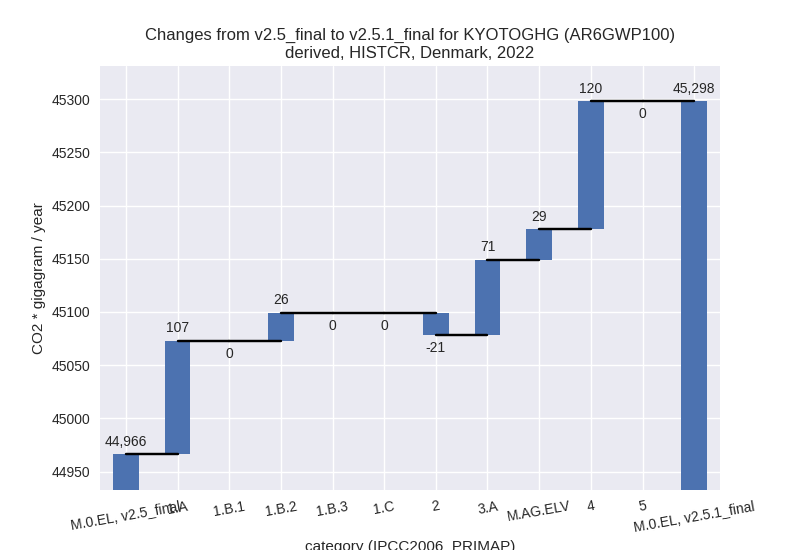 Changes from v2.5_final to v2.5.1_final for KYOTOGHG (AR6GWP100)
derived, HISTCR, Denmark, 2022
CO2 * gigagram / year
45300
45250
45200
45150
45100
45050
45000
44950
44,966
107
0
26
0
0
-21
71
29
120
0
45,298
M.0.EL, v2.5_final
1.A
1.B.1
1.B.2
1.B.3
1.C
2
3.A
M.AG.ELV
4
5
M.0.EL, v2.5.1_final
category (IPCC2006_PRIMAP)